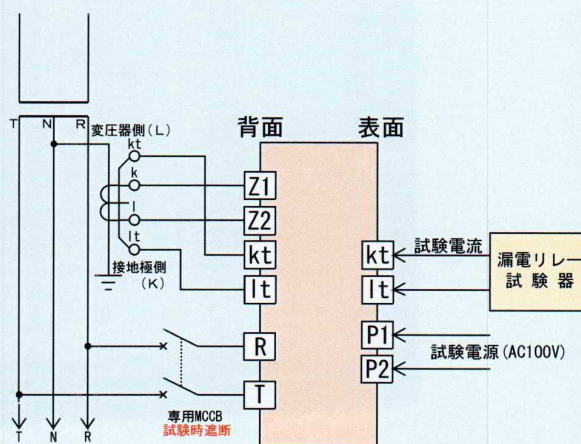 T N R
変圧器側(L)
kt
k
l
lt
接地極側
(K)
背面
表面
Z1
Z2
kt
lt
R
T
kt
lt
P1
P2
試験電流
漏電リレー
試験器
試験電源(AC100V)
専用MCCB
試験時遮断
T N R